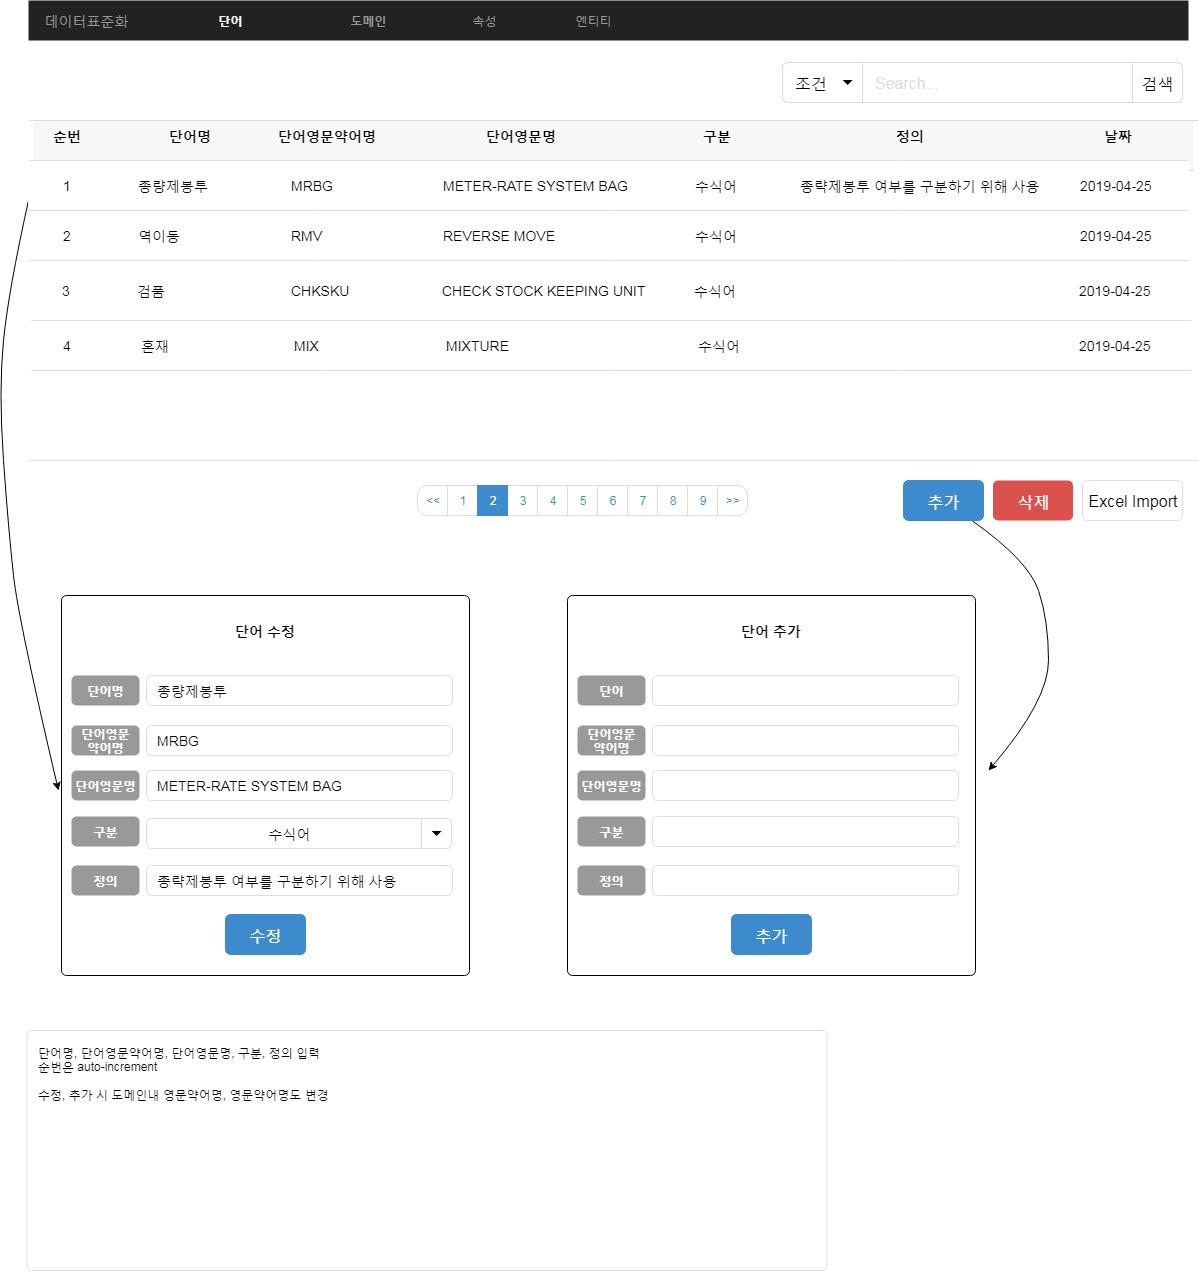 데이터표준화 단어 도메인 속성 엔티티
조건 Search... 검색
순번 단어명 단어영문약어명 단어영문명 구분 정의 날짜
1 종량제봉투 MRBG METER-RATE SYSTEM BAG 수식어 종략제봉투 여부를 구분하기 위해 사용 2019-04-25
2 역이동 RMV REVERSE MOVE 수식어 2019-04-25
3 검품 CHKSKU CHECK STOCK KEEPING UNIT 수식어 2019-04-25
4 혼재 MIX MIXTURE 수식어 2019-04-25
<< 1 2 3 4 5 6 7 8 9 >> 추가 삭제 Excel Import
단어 수정
단어명 종량제봉투
단어영문
약어명 MRBG
단어영문명 METER-RATE SYSTEM BAG
구분 수식어
정의 종략제봉투 여부를 구분하기 위해 사용
수정
단어 추가
단어
단어영문
약어명
단어영문명
구분
정의
추가
단어명, 단어영문약어명, 단어영문명, 구분, 정의 입력
순번은 auto-increment
수정, 추가 시 도메인내 영문약어명, 영문약어명도 변경